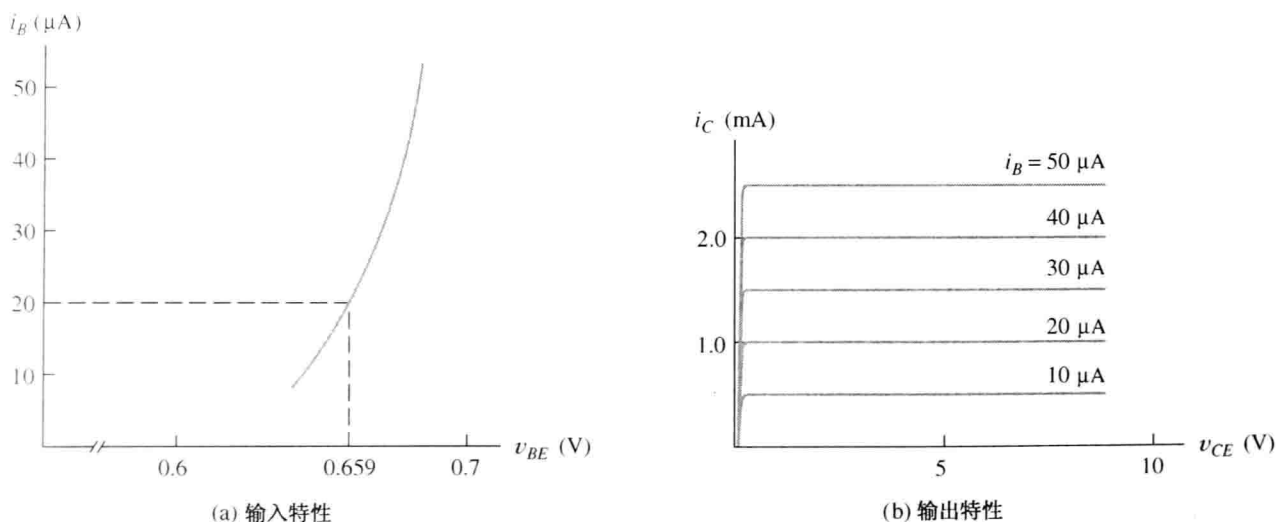 i_B (μA)
50
40
30
20
10
0.6
0.659
0.7
v_BE (V)
(a) 输入特性
i_C (mA)
i_B = 50 μA
2.0
40 μA
30 μA
1.0
20 μA
10 μA
5
10
v_CE (V)
(b) 输出特性